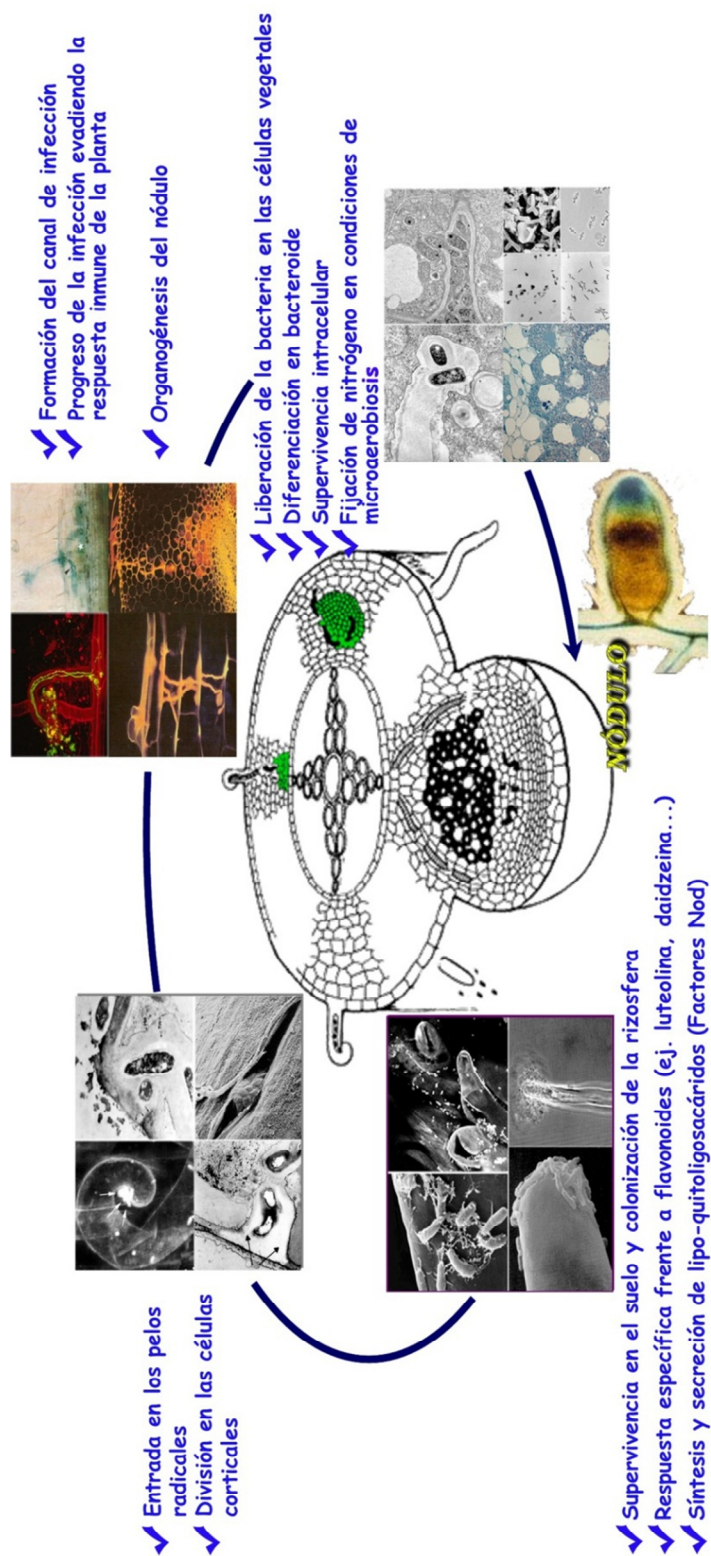 Supervivencia en el suelo y colonización de la rizosfera
Respuesta específica frente a flavonoides (ej. luteolina, daidzeina...)
Síntesis y secreción de lipo-quitoligosacáridos (Factores Nod)
Entrada en los pelos
radicales
División en las células
corticales
Formación del canal de infección
Progreso de la infección evadiendo la
respuesta inmune de la planta
Organogénesis del nódulo
Liberación de la bacteria en las células vegetales
Diferenciación en bacteroide
Supervivencia intracelular
Fijación de nitrógeno en condiciones de
microaerobiosis
NÓDULO